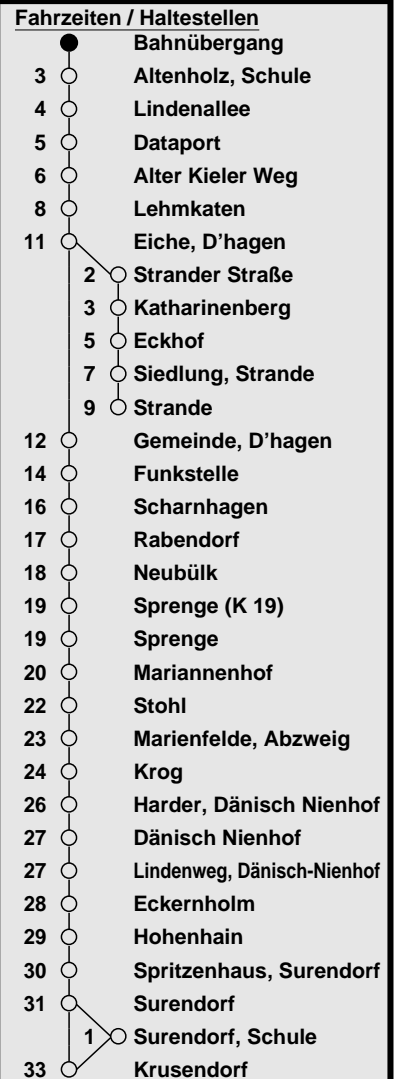 Fahrzeiten / Haltestellen
Bahnübergang
3 Altenholz, Schule
4 Lindenallee
5 Dataport
6 Alter Kieler Weg
8 Lehmkaten
11 Eiche, D'hagen
2 Strander Straße
3 Katharinenberg
5 Eckhof
7 Siedlung, Strande
9 Strande
12 Gemeinde, D'hagen
14 Funkstelle
16 Scharnhagen
17 Rabendorf
18 Neubülk
19 Sprenge (K 19)
19 Sprenge
20 Mariannenhof
22 Stohl
23 Marienfelde, Abzweig
24 Krog
26 Harder, Dänisch Nienhof
27 Dänisch Nienhof
27 Lindenweg, Dänisch-Nienhof
28 Eckernholm
29 Hohenhain
30 Spritzenhaus, Surendorf
31 Surendorf
1 Surendorf, Schule
33 Krusendorf